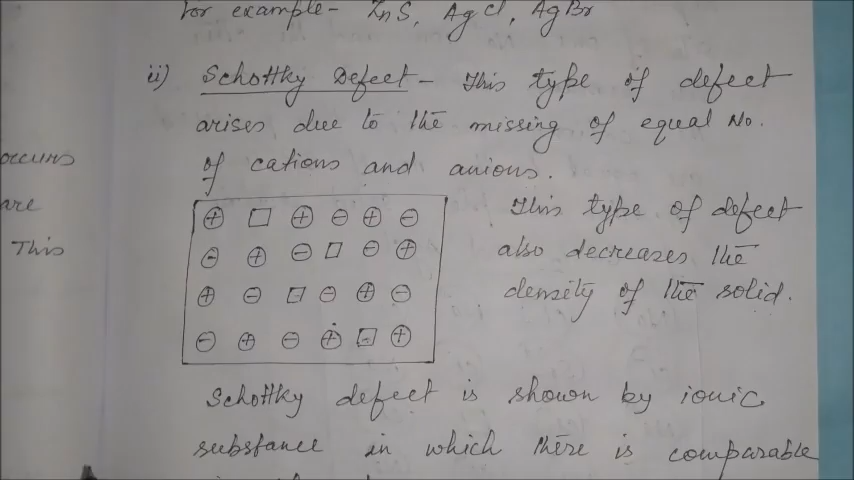 For example- ZnS, AgCl, AgBr
ii) Schottky Defect- This type of defect
arises due to the missing of equal No.
of cations and anions.
occurs
are
This
⊕ □ ⊕ ⊖ ⊕ ⊖
⊖ ⊕ ⊖ □ ⊖ ⊕
⊕ ⊖ □ ⊖ ⊕ ⊖
⊖ ⊕ ⊖ ⊕ □ ⊕
This type of defect
also decreases the
density of the solid.
Schottky defect is shown by ionic
substance in which there is comparable